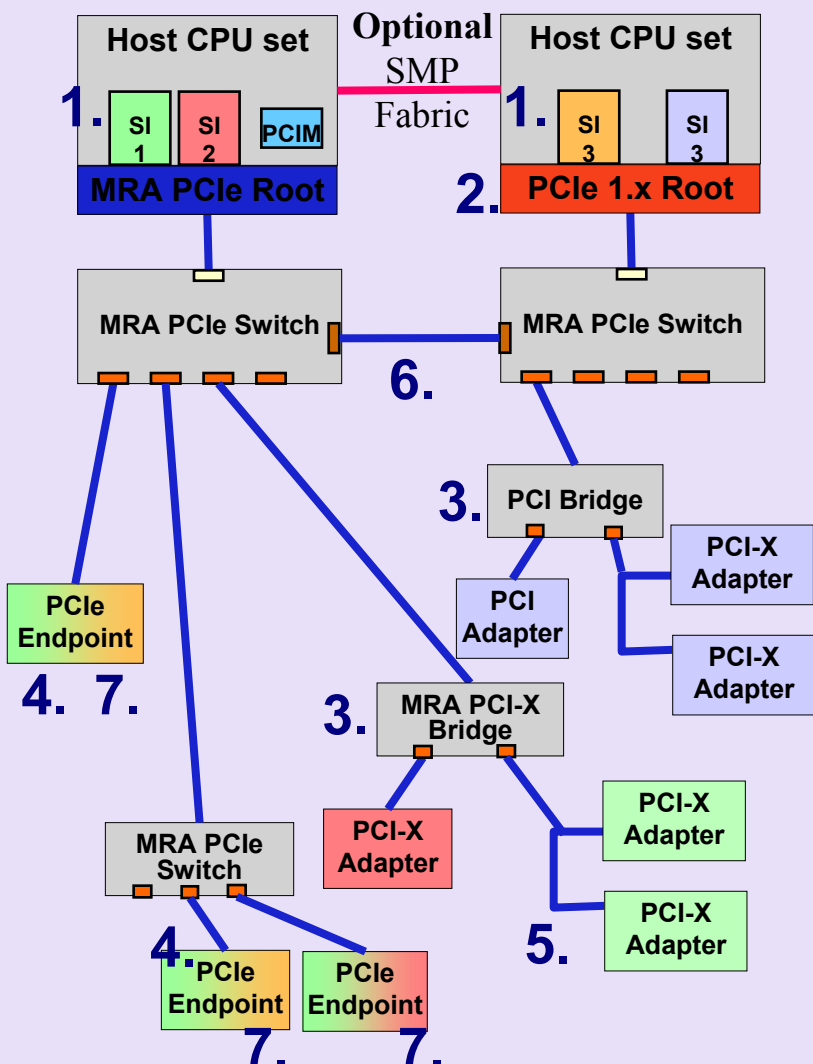 Host CPU set
Optional
SMP
Fabric
Host CPU set
1.
SI
1
SI
2
PCIM
1.
SI
3
SI
3
MRA PCIe Root
2.
PCIe 1.x Root
MRA PCIe Switch
MRA PCIe Switch
6.
3.
PCI Bridge
PCI-X
Adapter
PCI
Adapter
PCI-X
Adapter
PCIe
Endpoint
4.
7.
3.
MRA PCI-X
Bridge
PCI-X
Adapter
PCI-X
Adapter
MRA PCIe
Switch
PCI-X
Adapter
5.
4.
PCIe
Endpoint
7.
PCIe
Endpoint
7.